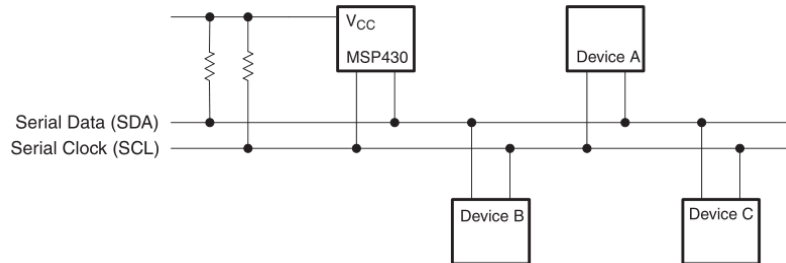 VCC
MSP430
Device A
Serial Data (SDA)
Serial Clock (SCL)
Device B
Device C